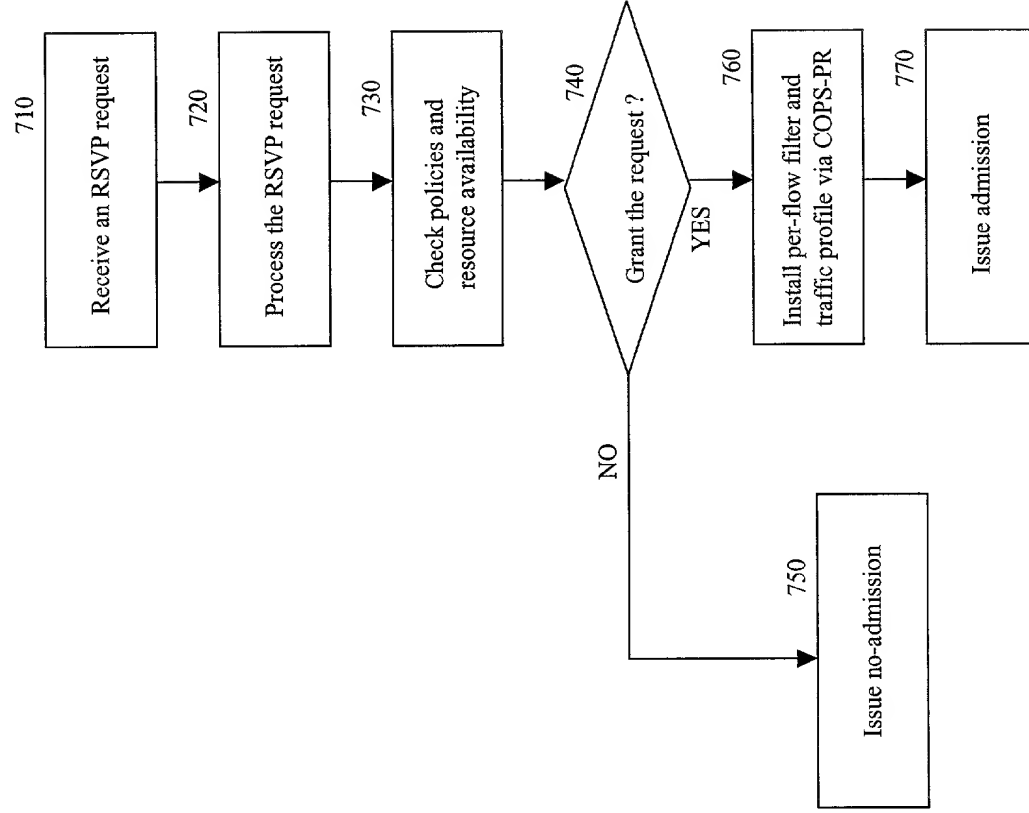 710
Receive an RSVP request
720
Process the RSVP request
730
Check policies and
resource availability
740
Grant the request ?
NO
YES
750
Issue no-admission
760
Install per-flow filter and
traffic profile via COPS-PR
770
Issue admission